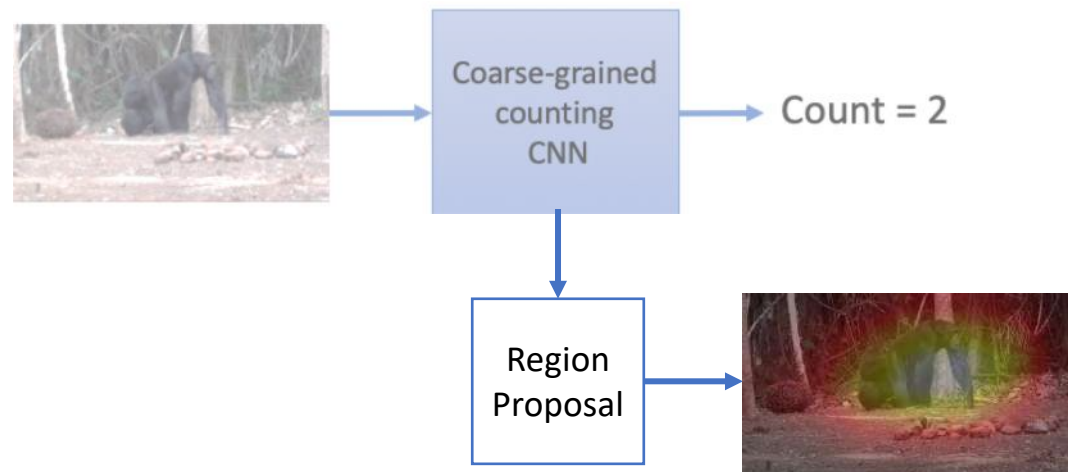 Coarse-grained
counting
CNN
Count = 2
Region
Proposal